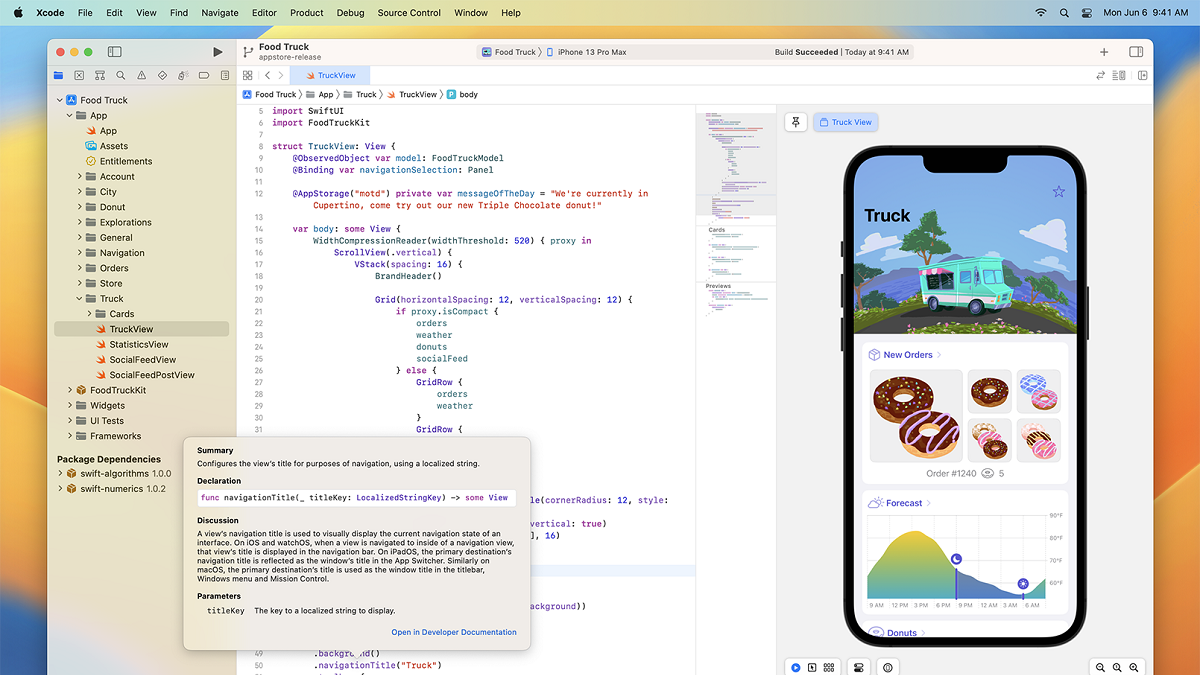 Xcode File Edit View Find Navigate Editor Product Debug Source Control Window Help
Mon Jun 6 9:41 AM
Food Truck
appstore-release
Food Truck iPhone 13 Pro Max
Build Succeeded | Today at 9:41 AM
TruckView
Food Truck App Truck TruckView body
Food Truck
App
App
Assets
Entitlements
Account
City
Donut
Explorations
General
Navigation
Orders
Store
Truck
Cards
TruckView
StatisticsView
SocialFeedView
SocialFeedPostView
FoodTruckKit
Widgets
UI Tests
Frameworks
Package Dependencies
swift-algorithms 1.0.0
swift-numerics 1.0.2
5 import SwiftUI
6 import FoodTruckKit
7
8 struct TruckView: View {
9 @ObservedObject var model: FoodTruckModel
10 @Binding var navigationSelection: Panel
11
12 @AppStorage("motd") private var messageOfTheDay = "We're currently in
Cupertino, come try out our new Triple Chocolate donut!"
13
14 var body: some View {
15 WidthCompressionReader(widthThreshold: 520) { proxy in
16 ScrollView(.vertical) {
17 VStack(spacing: 16) {
18 BrandHeader()
19
20 Grid(horizontalSpacing: 12, verticalSpacing: 12) {
21 if proxy.isCompact {
22 orders
23 weather
24 donuts
25 socialFeed
26 } else {
27 GridRow {
28 orders
29 weather
30 }
31 GridRow {
le(cornerRadius: 12, style:
vertical: true)
], 16)
ackground))
49 .background()
50 .navigationTitle("Truck")
Summary
Configures the view's title for purposes of navigation, using a localized string.
Declaration
func navigationTitle(_ titleKey: LocalizedStringKey) -> some View
Discussion
A view's navigation title is used to visually display the current navigation state of an
interface. On iOS and watchOS, when a view is navigated to inside of a navigation view,
that view's title is displayed in the navigation bar. On iPadOS, the primary destination's
navigation title is reflected as the window's title in the App Switcher. Similarly on
macOS, the primary destination's title is used as the window title in the titlebar,
Windows menu and Mission Control.
Parameters
titleKey The key to a localized string to display.
Open in Developer Documentation
Cards
Previews
Truck View
Truck
New Orders
Order #1240 5
Forecast
90°F
80°F
70°F
60°F
9 AM 12 PM 3 PM 6 PM 9 PM 12 AM 3 AM 6 AM
Donuts